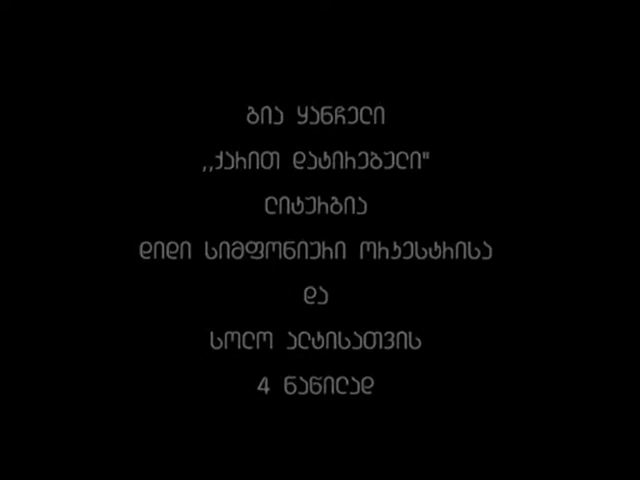 გია ყანჩელი
,,ქარით დატირებული"
ლიტურგია
დიდი სიმფონიური ორკესტრისა
და
სოლო ალტისათვის
4 ნაწილად